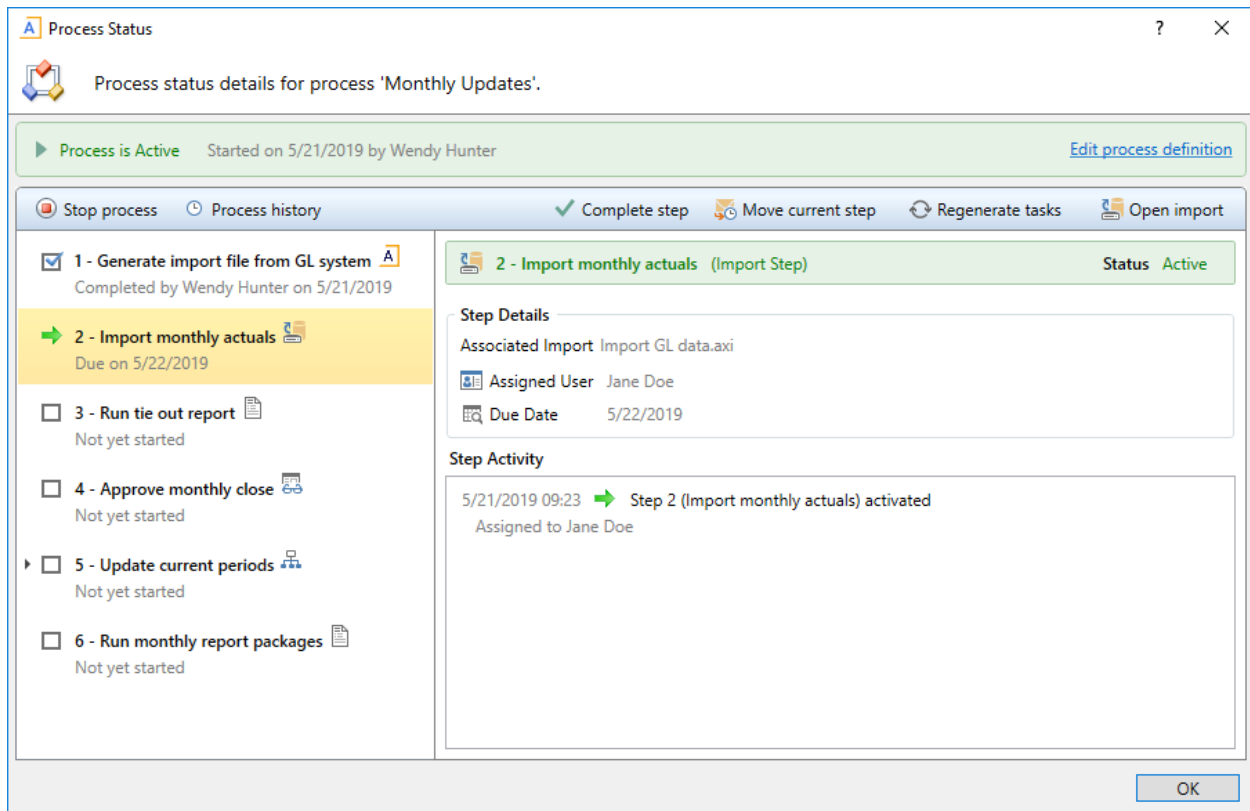 A Process Status ?
Process status details for process 'Monthly Updates'.
Process is Active Started on 5/21/2019 by Wendy Hunter Edit process definition
Stop process Process history Complete step Move current step Regenerate tasks Open import
1 - Generate import file from GL system A
Completed by Wendy Hunter on 5/21/2019
2 - Import monthly actuals
Due on 5/22/2019
3 - Run tie out report
Not yet started
4 - Approve monthly close
Not yet started
5 - Update current periods
Not yet started
6 - Run monthly report packages
Not yet started
2 - Import monthly actuals (Import Step) Status Active
Step Details
Associated Import Import GL data.axi
Assigned User Jane Doe
Due Date 5/22/2019
Step Activity
5/21/2019 09:23 Step 2 (Import monthly actuals) activated
Assigned to Jane Doe
OK